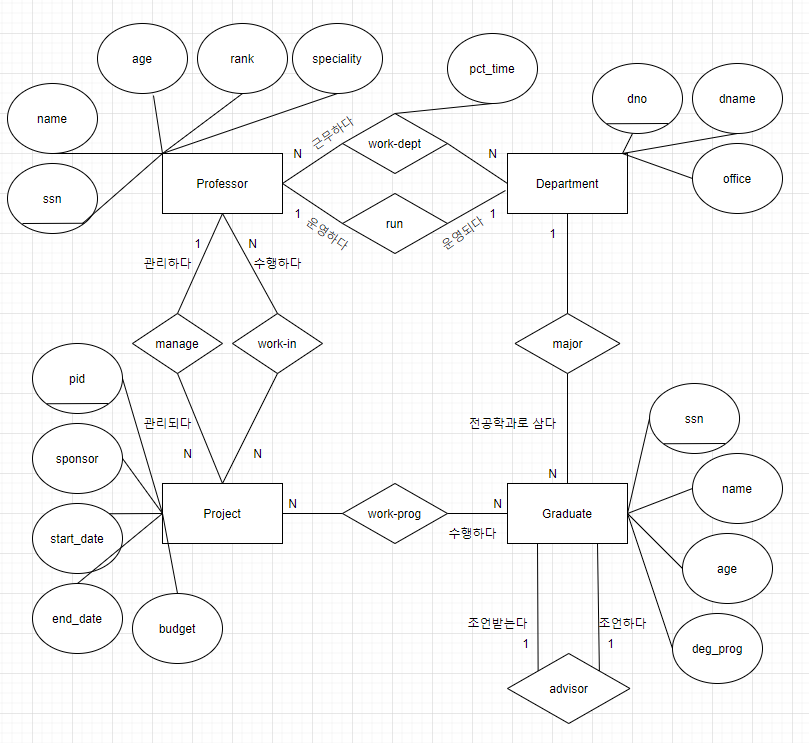 age
rank
speciality
pct_time
name
dno
dname
ssn
office
Professor
N
근무하다
work-dept
N
Department
1
운영하다
run
운영되다
1
1
N
1
관리하다
수행하다
manage
work-in
major
pid
관리되다
전공학과로 삼다
ssn
sponsor
N
N
N
name
start_date
Project
N
work-prog
N
수행하다
Graduate
age
end_date
budget
조언받는다
1
조언하다
1
deg_prog
advisor